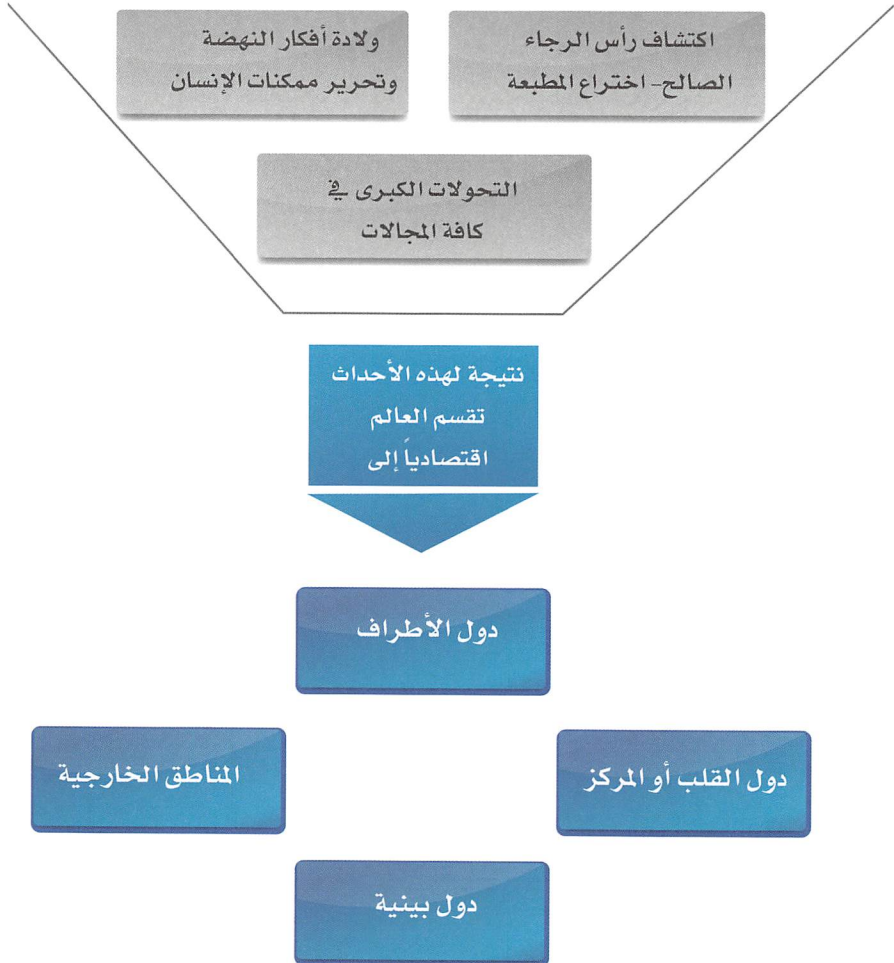 اكتشاف رأس الرجاء
الصالح- اختراع المطبعة
ولادة أفكار النهضة
وتحرير ممكنات الإنسان
التحولات الكبرى في
كافة المجالات
نتيجة لهذه الأحداث
تقسم العالم
اقتصادياً إلى
دول الأطراف
دول القلب أو المركز
المناطق الخارجية
دول بينية